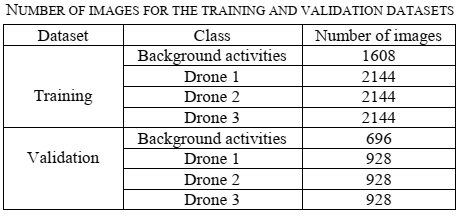 NUMBER OF IMAGES FOR THE TRAINING AND VALIDATION DATASETS
Dataset Class Number of images
Training
Background activities 1608
Drone 1 2144
Drone 2 2144
Drone 3 2144
Validation
Background activities 696
Drone 1 928
Drone 2 928
Drone 3 928